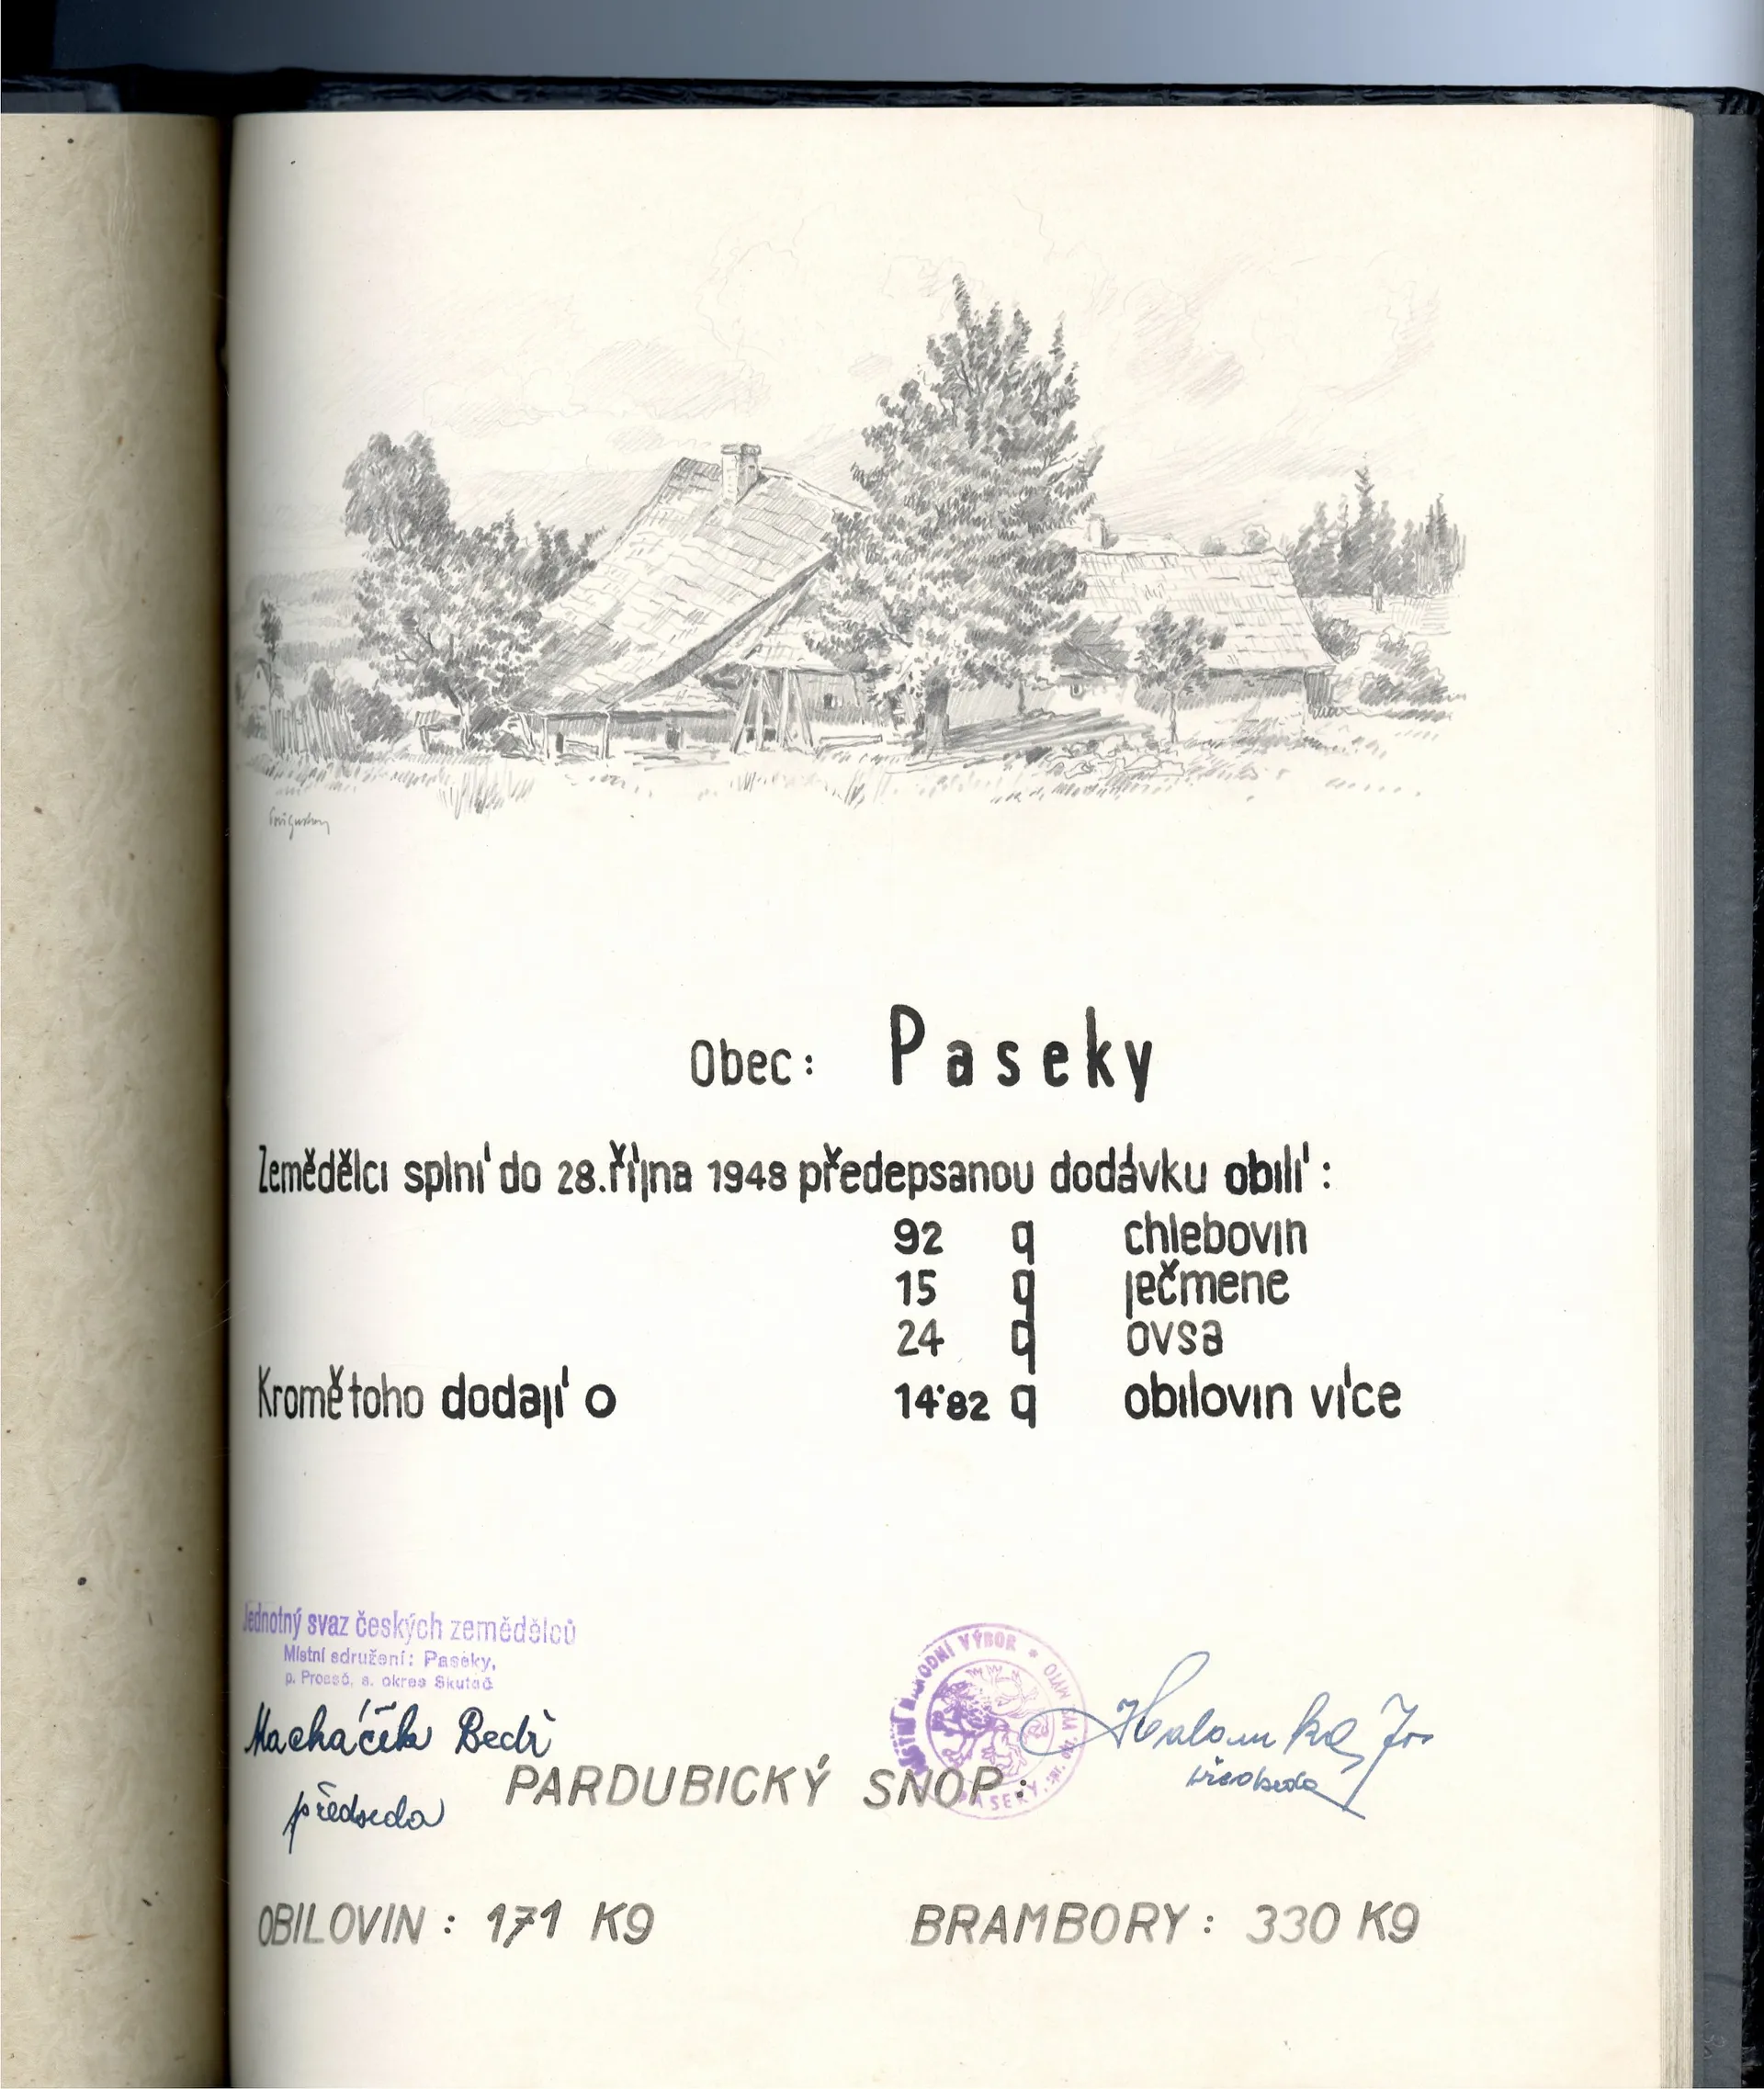 Obec: Paseky
Zemědělci splní do 28. října 1948 předepsanou dodávku obilí:
92 q chlebovin
15 q ječmene
24 q ovsa
Kromě toho dodají o 14·82 q obilovin více
Jednotný svaz českých zemědělců
Místní sdružení: Paseky,
p. Proseč, s. okres Skuteč
MÍSTNÍ NÁRODNÍ VÝBOR * PASEKY,
Macháček Bedř
předseda
předseda
PARDUBICKÝ SNOP:
OBILOVIN: 171 Kg BRAMBORY: 330 Kg